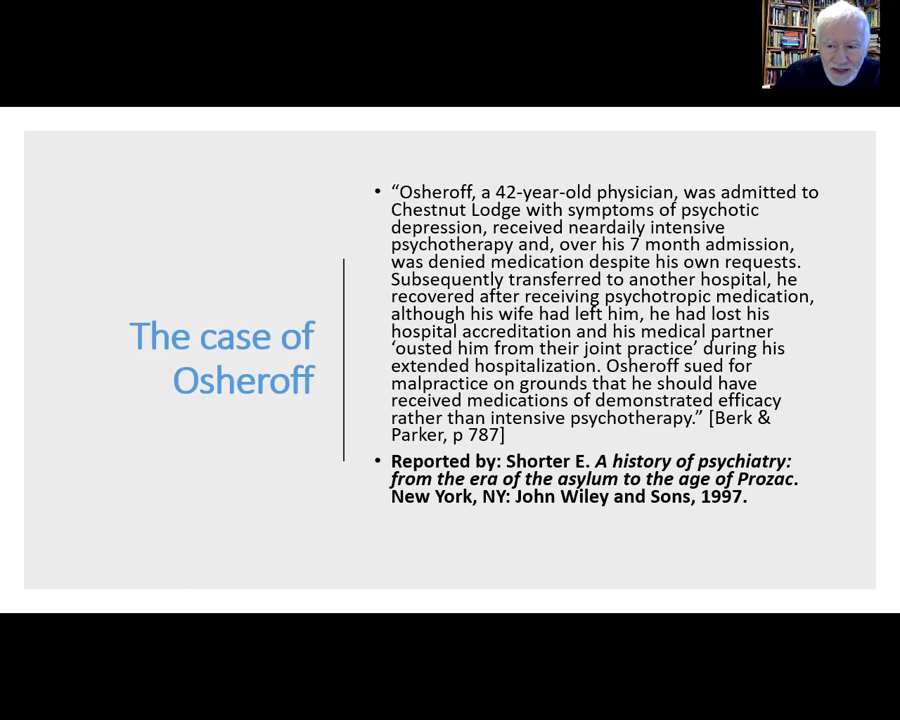 The case of
Osheroff
• “Osheroff, a 42-year-old physician, was admitted to
Chestnut Lodge with symptoms of psychotic
depression, received neardaily intensive
psychotherapy and, over his 7 month admission,
was denied medication despite his own requests.
Subsequently transferred to another hospital, he
recovered after receiving psychotropic medication,
although his wife had left him, he had lost his
hospital accreditation and his medical partner
‘ousted him from their joint practice’ during his
extended hospitalization. Osheroff sued for
malpractice on grounds that he should have
received medications of demonstrated efficacy
rather than intensive psychotherapy.” [Berk &
Parker, p 787]
• Reported by: Shorter E. A history of psychiatry:
from the era of the asylum to the age of Prozac.
New York, NY: John Wiley and Sons, 1997.